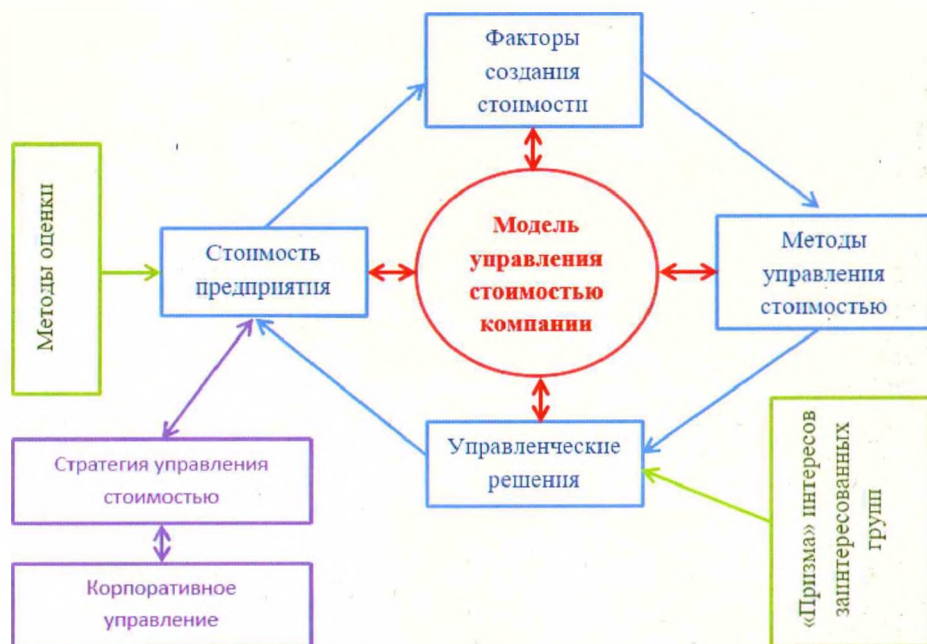 Факторы
создания
стоимости
Методы оценки
Стоимость
предприятия
Модель
управления
стоимостью
компании
Методы
управления
стоимостью
Управленческие
решения
Стратегия управления
стоимостью
Корпоративное
управление
«Призма» интересов
заинтересованных
групп